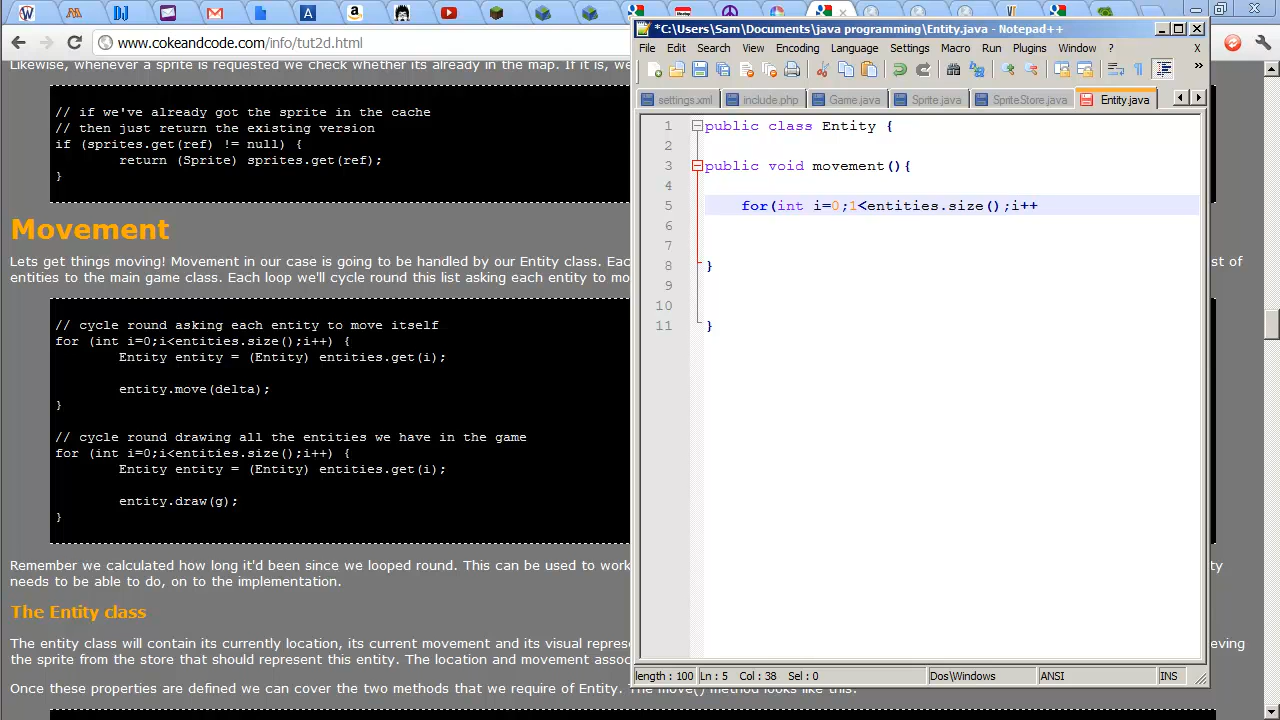 www.cokeandcode.com/info/tut2d.html
Likewise, whenever a sprite is requested we check whether its already in the map. If it is, we
// if we've already got the sprite in the cache
// then just return the existing version
if (sprites.get(ref) != null) {
return (Sprite) sprites.get(ref);
}
Movement
Lets get things moving! Movement in our case is going to be handled by our Entity class. Eac
st of
entities to the main game class. Each loop we'll cycle round this list asking each entity to mo
// cycle round asking each entity to move itself
for (int i=0;i<entities.size();i++) {
Entity entity = (Entity) entities.get(i);
entity.move(delta);
}
// cycle round drawing all the entities we have in the game
for (int i=0;i<entities.size();i++) {
Entity entity = (Entity) entities.get(i);
entity.draw(g);
}
Remember we calculated how long it'd been since we looped round. This can be used to work
ty
needs to be able to do, on to the implementation.
The Entity class
The entity class will contain its currently location, its current movement and its visual repres
eving
the sprite from the store that should represent this entity. The location and movement assoc
Once these properties are defined we can cover the two methods that we require of Entity. The move() method looks like this:
*C:\Users\Sam\Documents\java programming\Entity.java - Notepad++
File Edit Search View Encoding Language Settings Macro Run Plugins Window ? X
settings.xml include.php Game.java Sprite.java SpriteStore.java Entity.java
1 public class Entity {
2
3 public void movement(){
4
5 for(int i=0;1<entities.size();i++
6
7
8 }
9
10
11 }
length : 100 Ln : 5 Col : 38 Sel : 0 Dos\Windows ANSI INS